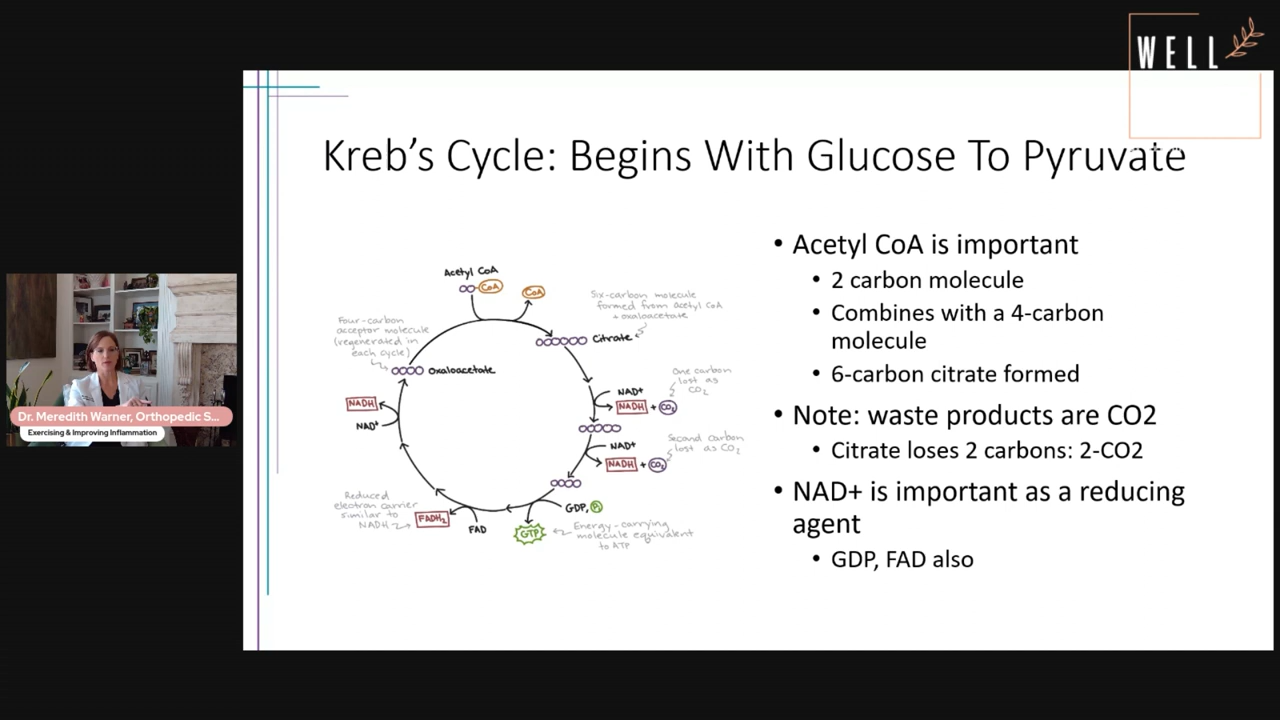 WELL
Kreb's Cycle: Begins With Glucose To Pyruvate
Acetyl CoA
CoA
CoA
Six-carbon molecule
formed from acetyl CoA
+ oxaloacetate
Citrate
Four-carbon
acceptor molecule
(regenerated in
each cycle)
Oxaloacetate
One carbon
lost as
CO2
NAD+
NADH + CO2
Second carbon
lost as CO2
NAD+
NADH + CO2
NADH
NAD+
Reduced
electron carrier
similar to
NADH
FADH2
FAD
GDP, Pi
GTP
Energy-carrying
molecule equivalent
to ATP
• Acetyl CoA is important
• 2 carbon molecule
• Combines with a 4-carbon
molecule
• 6-carbon citrate formed
• Note: waste products are CO2
• Citrate loses 2 carbons: 2-CO2
• NAD+ is important as a reducing
agent
• GDP, FAD also
Dr. Meredith Warner, Orthopedic S...
Exercising & Improving Inflammation